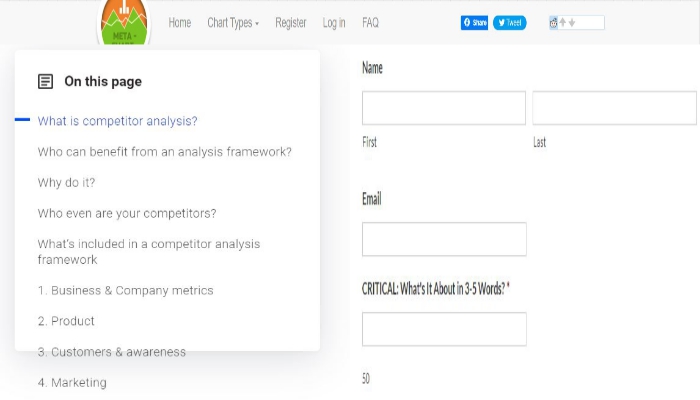 META -
Home
Chart Types
Register
Log in
FAQ
Share
Tweet
On this page
What is competitor analysis?
Who can benefit from an analysis framework?
Why do it?
Who even are your competitors?
What's included in a competitor analysis
framework
1. Business & Company metrics
2. Product
3. Customers & awareness
4. Marketing
Name
First
Last
Email
CRITICAL: What's It About in 3-5 Words? *
50